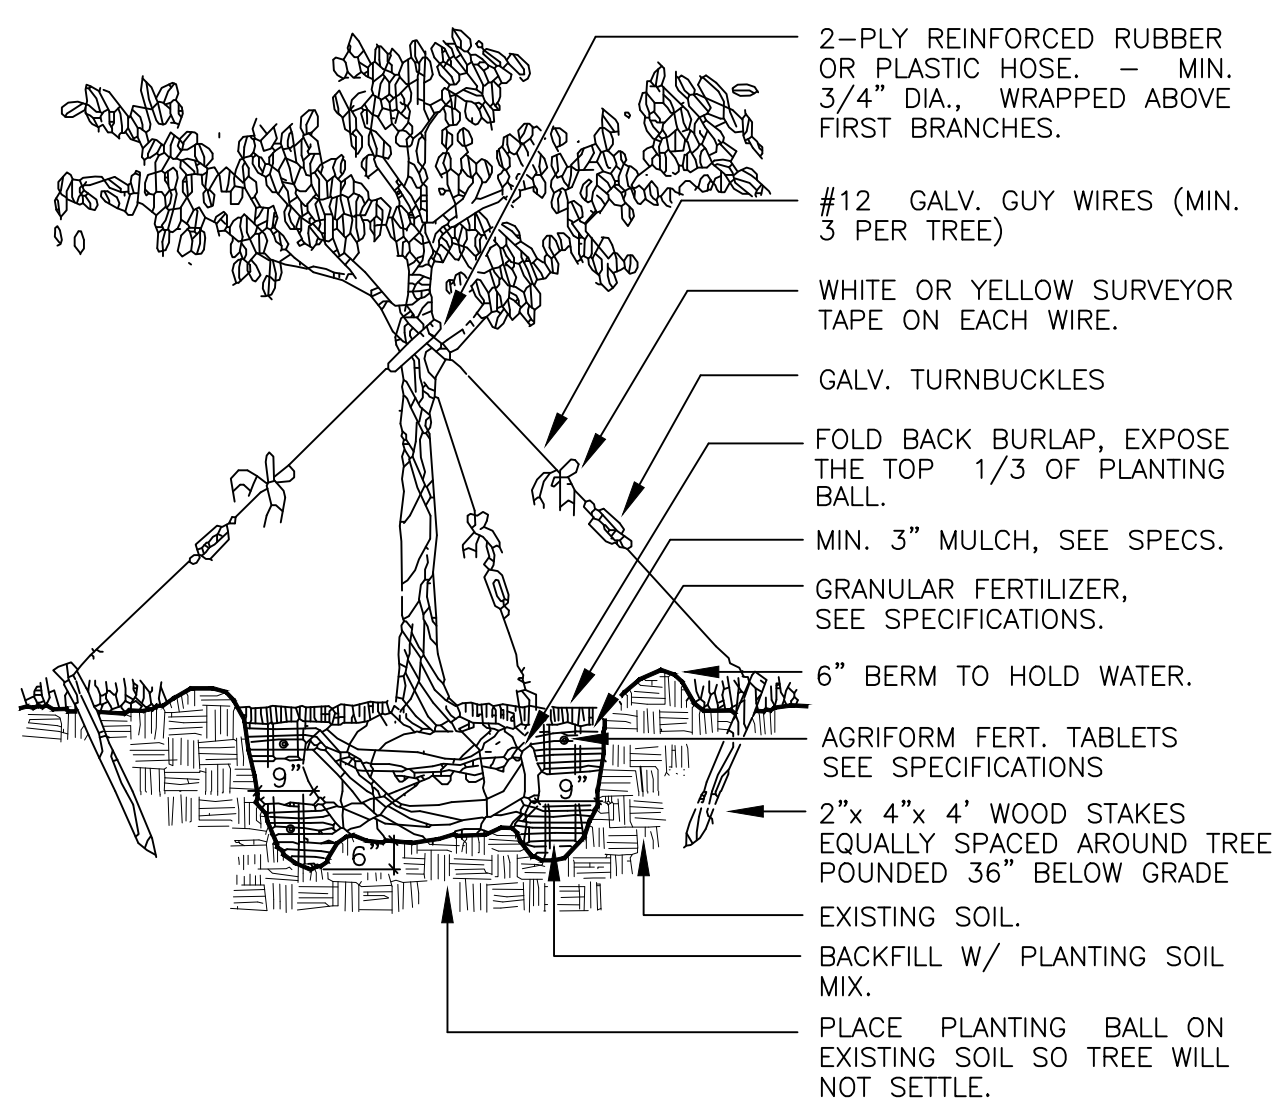 2-PLY REINFORCED RUBBER
OR PLASTIC HOSE. - MIN.
3/4" DIA., WRAPPED ABOVE
FIRST BRANCHES.
#12 GALV. GUY WIRES (MIN.
3 PER TREE)
WHITE OR YELLOW SURVEYOR
TAPE ON EACH WIRE.
GALV. TURNBUCKLES
FOLD BACK BURLAP, EXPOSE
THE TOP 1/3 OF PLANTING
BALL.
MIN. 3" MULCH, SEE SPECS.
GRANULAR FERTILIZER,
SEE SPECIFICATIONS.
6" BERM TO HOLD WATER.
AGRIFORM FERT. TABLETS
SEE SPECIFICATIONS
9"
9"
2"x 4"x 4' WOOD STAKES
EQUALLY SPACED AROUND TREE
POUNDED 36" BELOW GRADE
6"
EXISTING SOIL.
BACKFILL W/ PLANTING SOIL
MIX.
PLACE PLANTING BALL ON
EXISTING SOIL SO TREE WILL
NOT SETTLE.